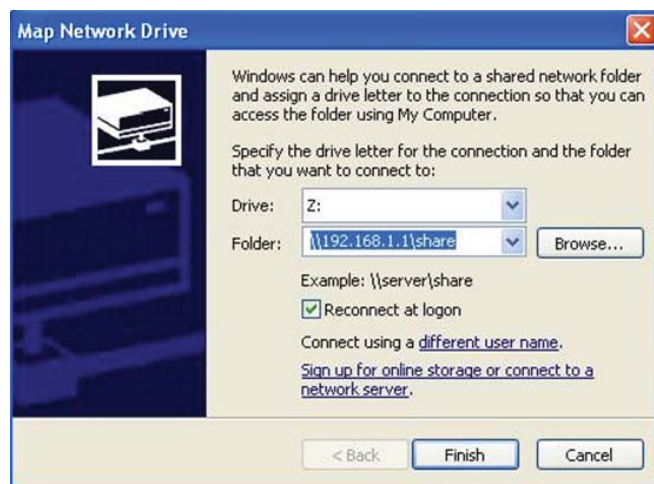 Map Network Drive
Windows can help you connect to a shared network folder
and assign a drive letter to the connection so that you can
access the folder using My Computer.
Specify the drive letter for the connection and the folder
that you want to connect to:
Drive: Z:
Folder: \\192.168.1.1\share Browse...
Example: \\server\share
Reconnect at logon
Connect using a different user name.
Sign up for online storage or connect to a
network server.
< Back Finish Cancel